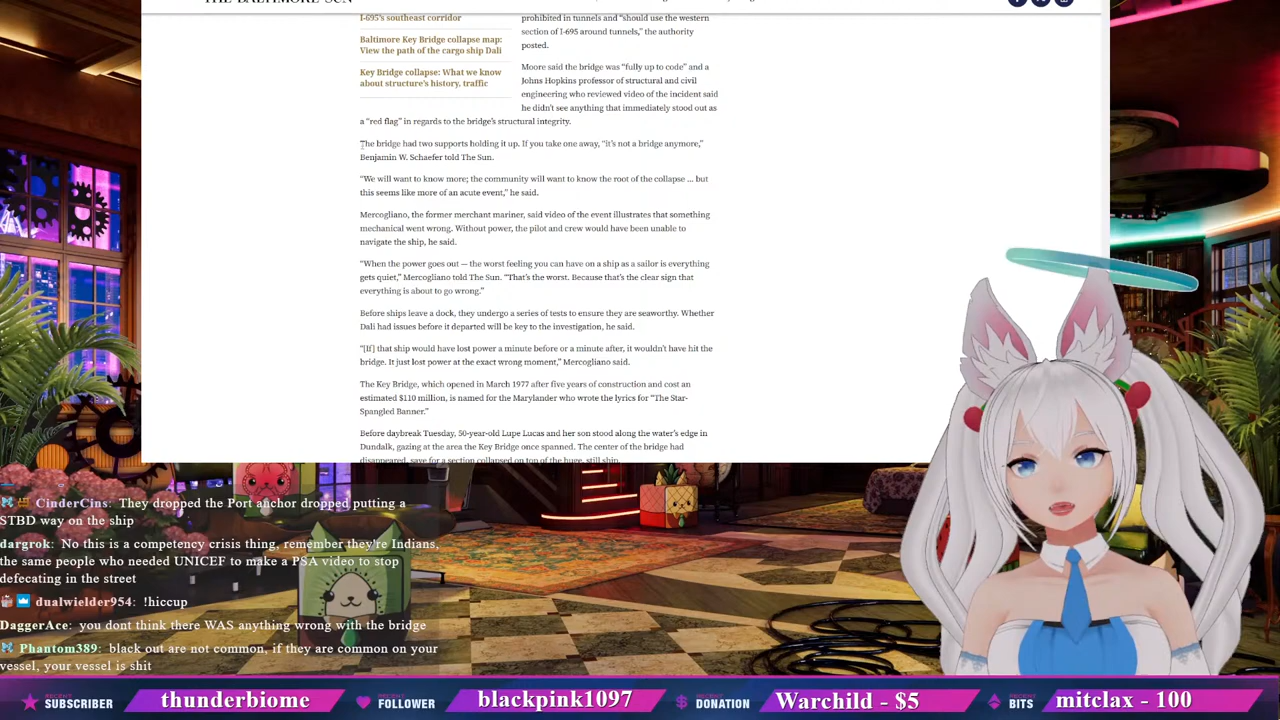 THE BALTIMORE SUN
I-695's southeast corridor
Baltimore Key Bridge collapse map:
View the path of the cargo ship Dali
Key Bridge collapse: What we know
about structure's history, traffic
prohibited in tunnels and “should use the western
section of I-695 around tunnels,” the authority
posted.
Moore said the bridge was “fully up to code” and a
Johns Hopkins professor of structural and civil
engineering who reviewed video of the incident said
he didn't see anything that immediately stood out as
a “red flag” in regards to the bridge's structural integrity.
The bridge had two supports holding it up. If you take one away, “it's not a bridge anymore,”
Benjamin W. Schaefer told The Sun.
“We will want to know more; the community will want to know the root of the collapse ... but
this seems like more of an acute event,” he said.
Mercogliano, the former merchant mariner, said video of the event illustrates that something
mechanical went wrong. Without power, the pilot and crew would have been unable to
navigate the ship, he said.
“When the power goes out — the worst feeling you can have on a ship as a sailor is everything
gets quiet,” Mercogliano told The Sun. “That's the worst. Because that's the clear sign that
everything is about to go wrong.”
Before ships leave a dock, they undergo a series of tests to ensure they are seaworthy. Whether
Dali had issues before it departed will be key to the investigation, he said.
“[If] that ship would have lost power a minute before or a minute after, it wouldn't have hit the
bridge. It just lost power at the exact wrong moment,” Mercogliano said.
The Key Bridge, which opened in March 1977 after five years of construction and cost an
estimated $110 million, is named for the Marylander who wrote the lyrics for “The Star-
Spangled Banner.”
Before daybreak Tuesday, 50-year-old Lupe Lucas and her son stood along the water's edge in
Dundalk, gazing at the area the Key Bridge once spanned. The center of the bridge had
disappeared, save for a section collapsed on top of the huge, still ship.
CinderCins: They dropped the Port anchor dropped putting a
STBD way on the ship
dargrok: No this is a competency crisis thing, remember they're Indians,
the same people who needed UNICEF to make a PSA video to stop
defecating in the street
dualwielder954: !hiccup
DaggerAce: you dont think there WAS anything wrong with the bridge
Phantom389: black out are not common, if they are common on your
vessel, your vessel is shit
RECENT SUBSCRIBER thunderbiome
RECENT FOLLOWER blackpink1097
RECENT DONATION Warchild - $5
RECENT BITS mitclax - 100